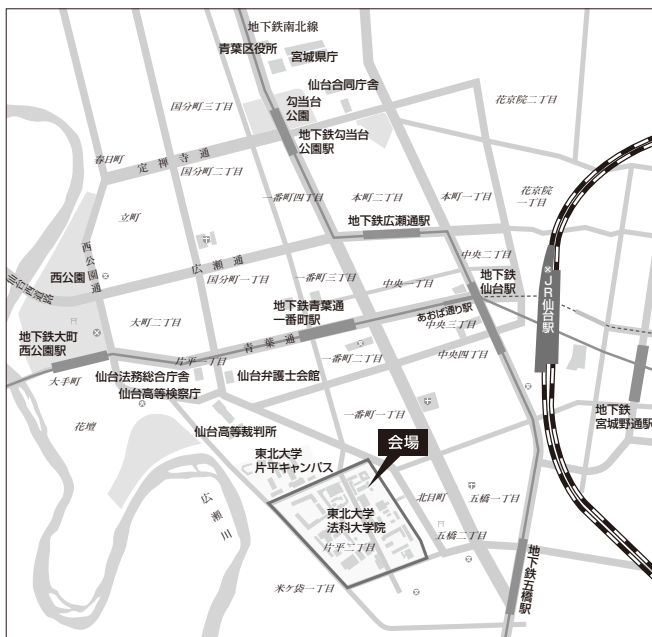 地下鉄南北線
青葉区役所
宮城県庁
仙台合同庁舎
花京院二丁目
国分町三丁目
勾当台
公園
地下鉄勾当台
公園駅
春日町
定禅寺通
国分町二丁目
一番町四丁目
本町二丁目
本町一丁目
花京院
一丁目
立町
地下鉄広瀬通駅
西公園通
広瀬通
中央二丁目
仙台西道路
西公園
国分町一丁目
一番町三丁目
中央一丁目
地下鉄
仙台駅
JR仙台駅
大町二丁目
地下鉄青葉通
一番町駅
あおば通り駅
中央三丁目
地下鉄大町
西公園駅
青葉通
片平一丁目
一番町二丁目
中央四丁目
大手町
仙台法務総合庁舎
仙台弁護士会館
仙台高等検察庁
花壇
一番町一丁目
地下鉄
宮城野通駅
仙台高等裁判所
会場
東北大学
片平キャンパス
広瀬川
北目町
五橋一丁目
東北大学
法科大学院
片平二丁目
五橋二丁目
地下鉄五橋駅
米ケ袋一丁目